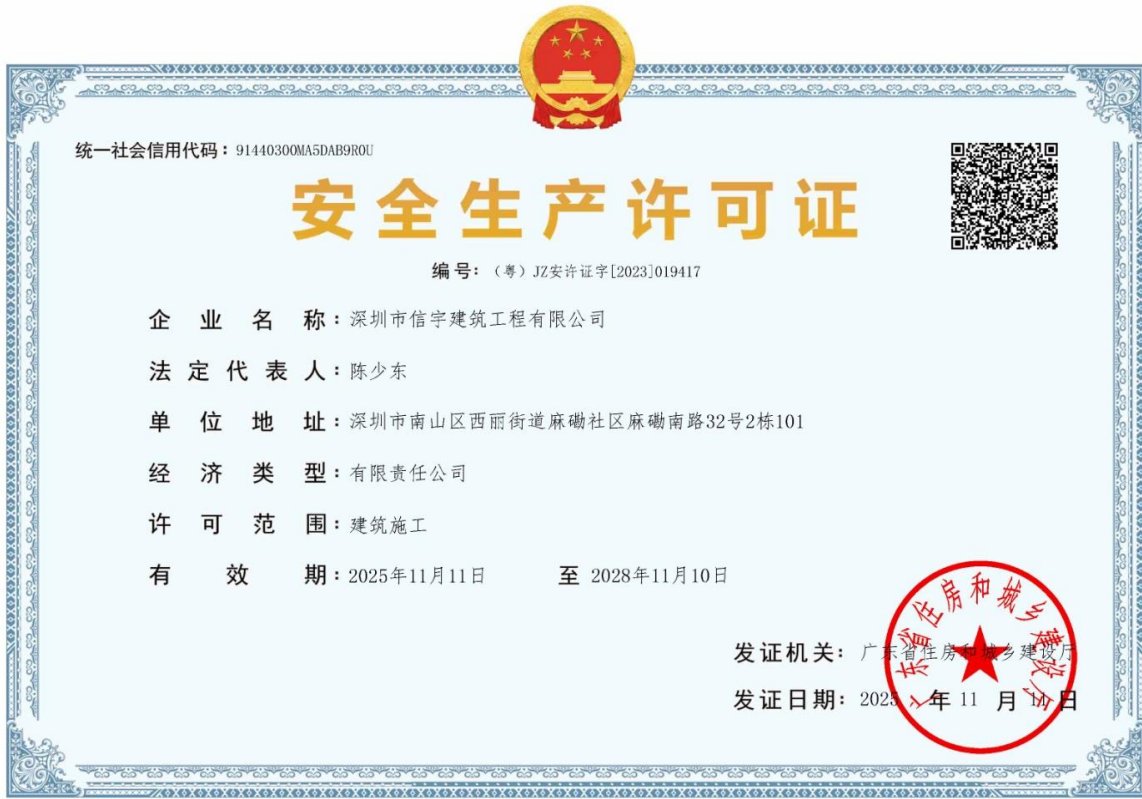 统一社会信用代码：91440300MA5DAB9R0U
安全生产许可证
编号：（粤）JZ安许证字[2023]019417
企业名称：深圳市信宇建筑工程有限公司
法定代表人：陈少东
单位地址：深圳市南山区西丽街道麻磡社区麻磡南路32号2栋101
经济类型：有限责任公司
许可范围：建筑施工
有效期：2025年11月11日 至 2028年11月10日
广东省住房和城乡建设厅
发证机关：广东省住房和城乡建设厅
发证日期：2025年11月11日